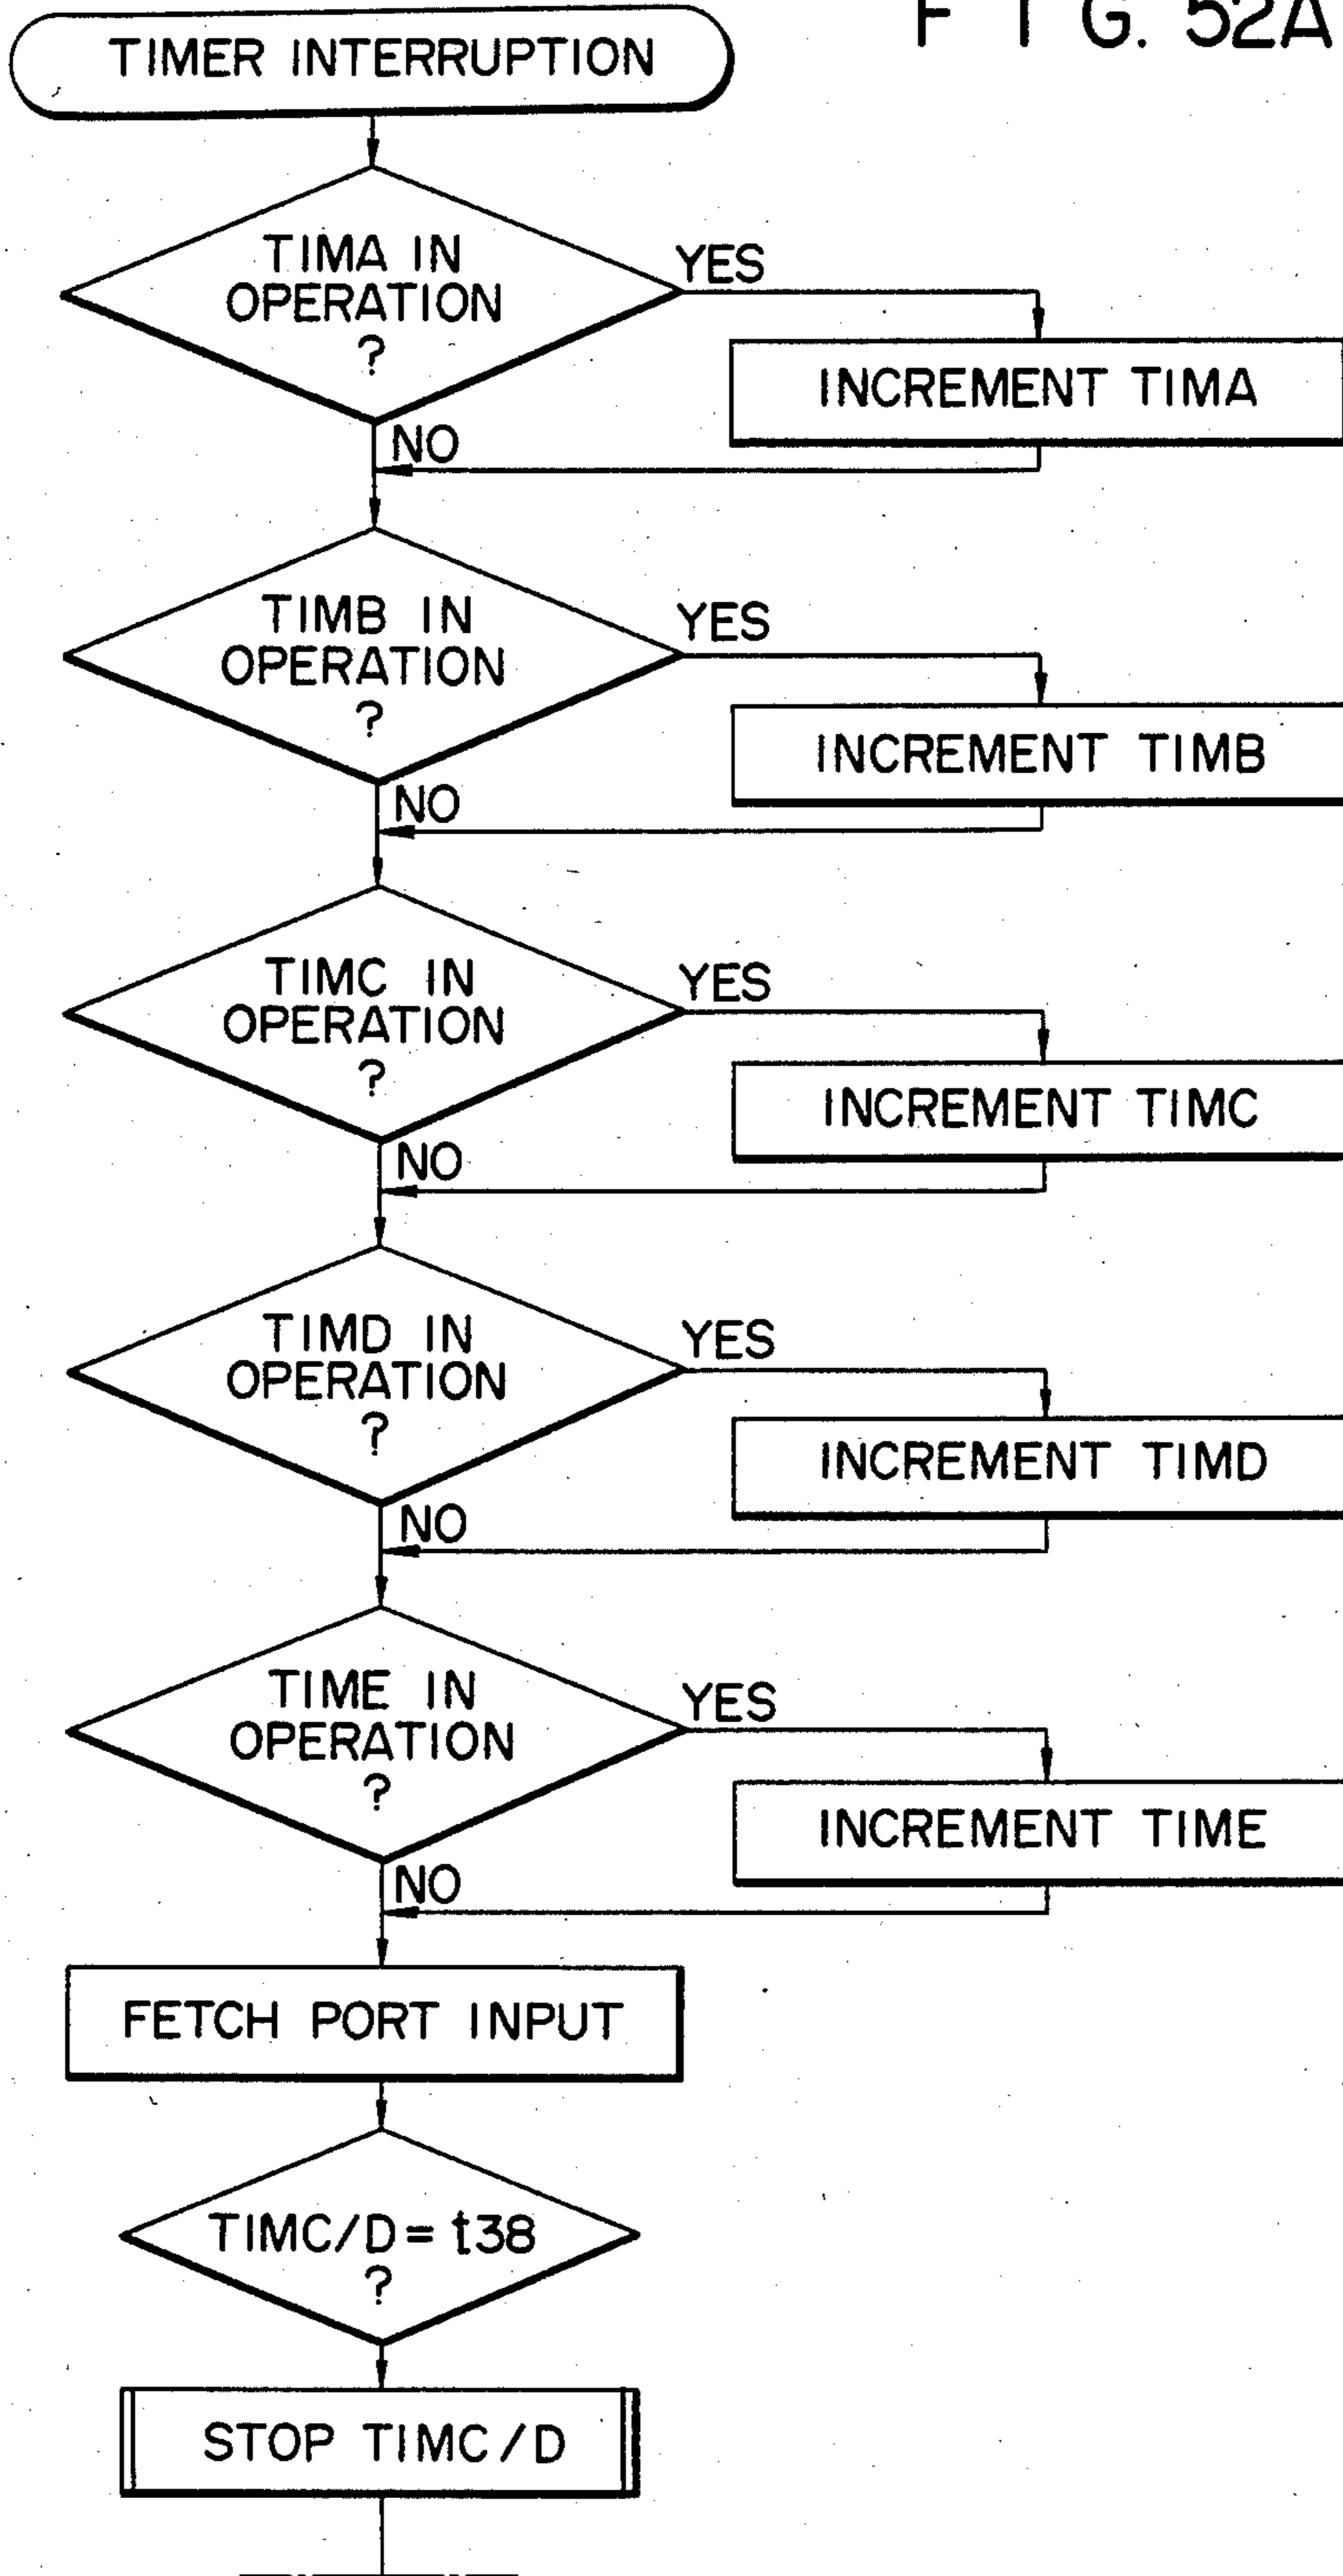 F I G. 52A
TIMER INTERRUPTION
TIMA IN
OPERATION
?
YES
INCREMENT TIMA
NO
TIMB IN
OPERATION
?
YES
INCREMENT TIMB
NO
TIMC IN
OPERATION
?
YES
INCREMENT TIMC
NO
TIMD IN
OPERATION
?
YES
INCREMENT TIMD
NO
TIME IN
OPERATION
?
YES
INCREMENT TIME
NO
FETCH PORT INPUT
TIMC/D = t38
?
STOP TIMC/D